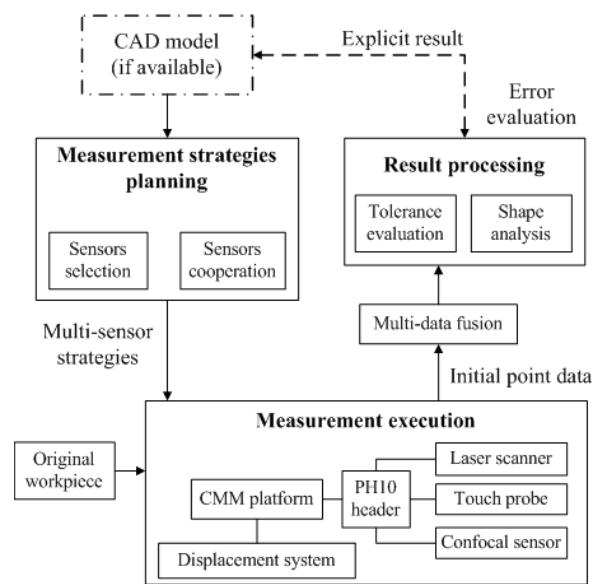 CAD model
(if available)
Explicit result
Error
evaluation
Measurement strategies
planning
Sensors
selection
Sensors
cooperation
Result processing
Tolerance
evaluation
Shape
analysis
Multi-sensor
strategies
Multi-data fusion
Initial point data
Measurement execution
Original
workpiece
CMM platform
PH10
header
Laser scanner
Touch probe
Confocal sensor
Displacement system